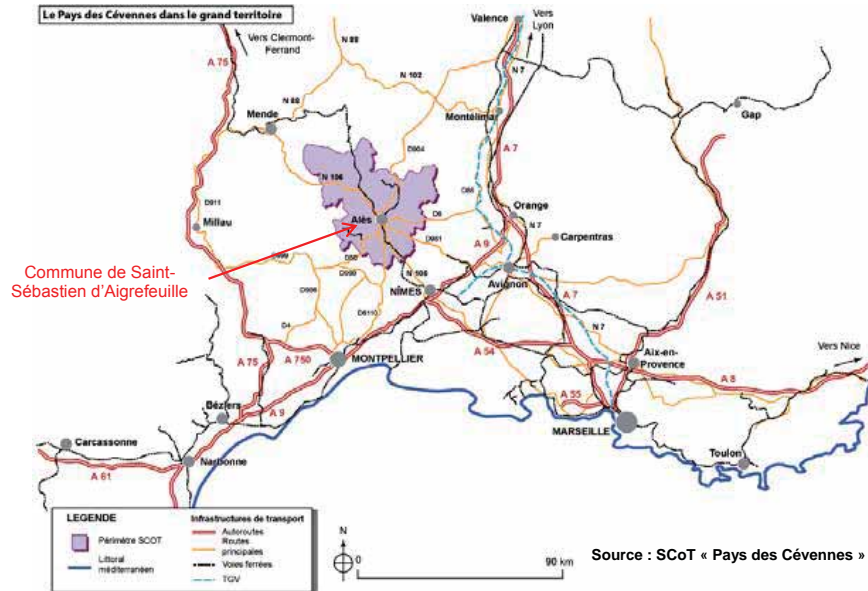 Le Pays des Cévennes dans le grand territoire
Vers Clermont-
Ferrand
A 75
N 88
N 102
N 88
Mende
Valence
Vers
Lyon
N 7
Montélimar
A 7
Gap
D904
N 106
D911
Millau
Alès
D6
D981
Orange
N 7
Carpentras
A 9
Commune de Saint-
Sébastien d'Aigrefeuille
D999
N 106
NÎMES
Avignon
A 7
A 51
D6110
D4
N 7
A 75
A 750
MONTPELLIER
A 54
Aix-en-
Provence
Vers Nice
A 8
A 55
Béziers
A 9
MARSEILLE
Carcassonne
Narbonne
Toulon
A 61
LEGENDE
Périmètre SCOT
Littoral
méditerranéen
Infrastructures de transport
Autoroutes
Routes
principales
Voies ferrées
TGV
N
0
90 km
Source : SCoT « Pays des Cévennes »